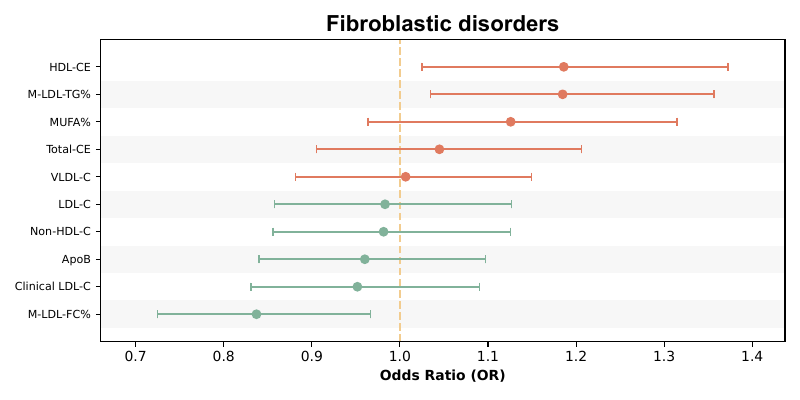 Fibroblastic disorders
HDL-CE
M-LDL-TG%
MUFA%
Total-CE
VLDL-C
LDL-C
Non-HDL-C
ApoB
Clinical LDL-C
M-LDL-FC%
0.7 0.8 0.9 1.0 1.1 1.2 1.3 1.4
Odds Ratio (OR)